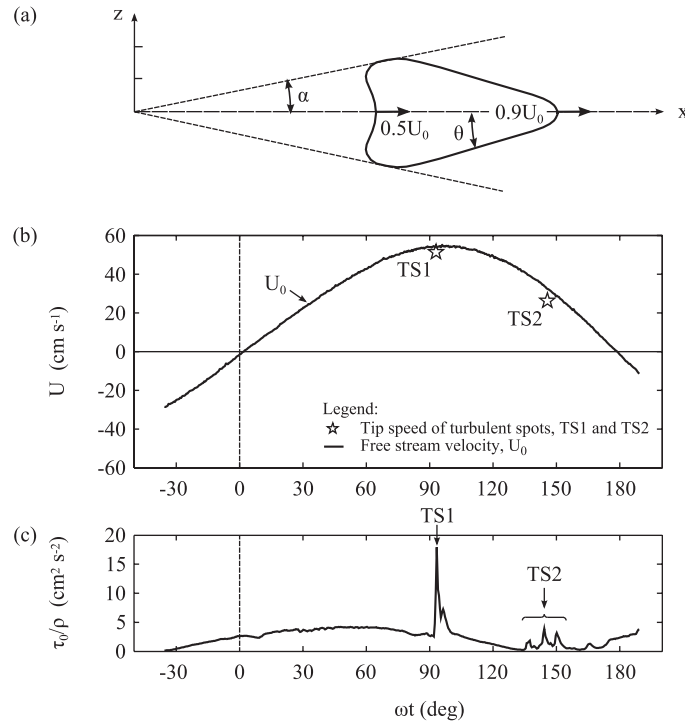 (a)
z
α
0.5U₀
θ
0.9U₀
x
(b)
60
40
20
0
-20
-40
-60
U (cm s⁻¹)
U₀
TS1
TS2
Legend:
Tip speed of turbulent spots, TS1 and TS2
Free stream velocity, U₀
-30 0 30 60 90 120 150 180
(c)
TS1
TS2
20
15
10
5
0
τ₀/ρ (cm² s⁻²)
-30 0 30 60 90 120 150 180
ωt (deg)